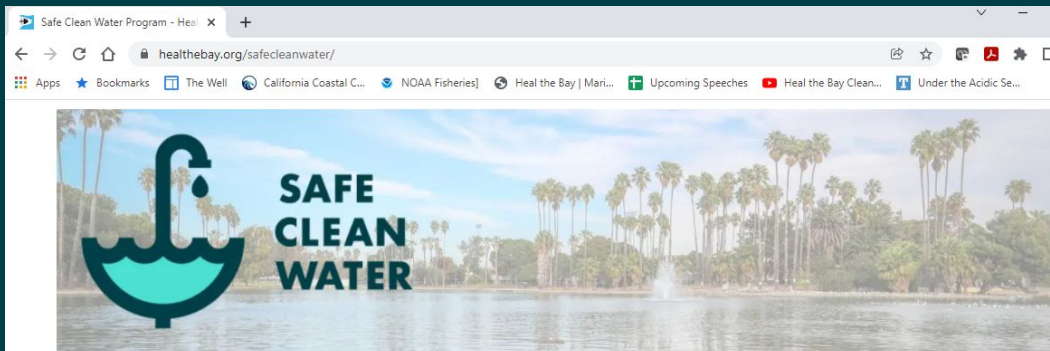 Safe Clean Water Program - Heal
healthebay.org/safecleanwater/
Apps Bookmarks The Well California Coastal C... NOAA Fisheries] Heal the Bay | Mari... Upcoming Speeches Heal the Bay Clean... Under the Acidic Se...
SAFE
CLEAN
WATER